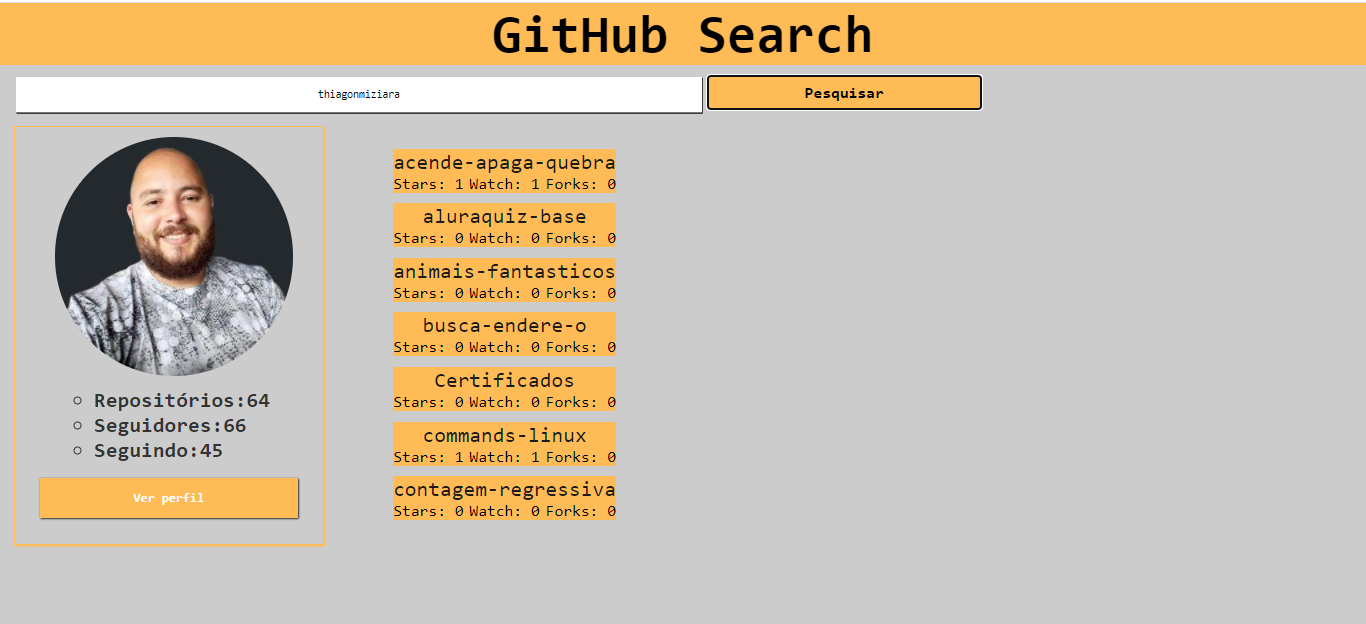 GitHub Search
thiagonmiziara
Pesquisar
Repositórios:64
Seguidores:66
Seguindo:45
Ver perfil
acende-apaga-quebra
Stars: 1 Watch: 1 Forks: 0
aluraquiz-base
Stars: 0 Watch: 0 Forks: 0
animais-fantasticos
Stars: 0 Watch: 0 Forks: 0
busca-endere-o
Stars: 0 Watch: 0 Forks: 0
Certificados
Stars: 0 Watch: 0 Forks: 0
commands-linux
Stars: 1 Watch: 1 Forks: 0
contagem-regressiva
Stars: 0 Watch: 0 Forks: 0